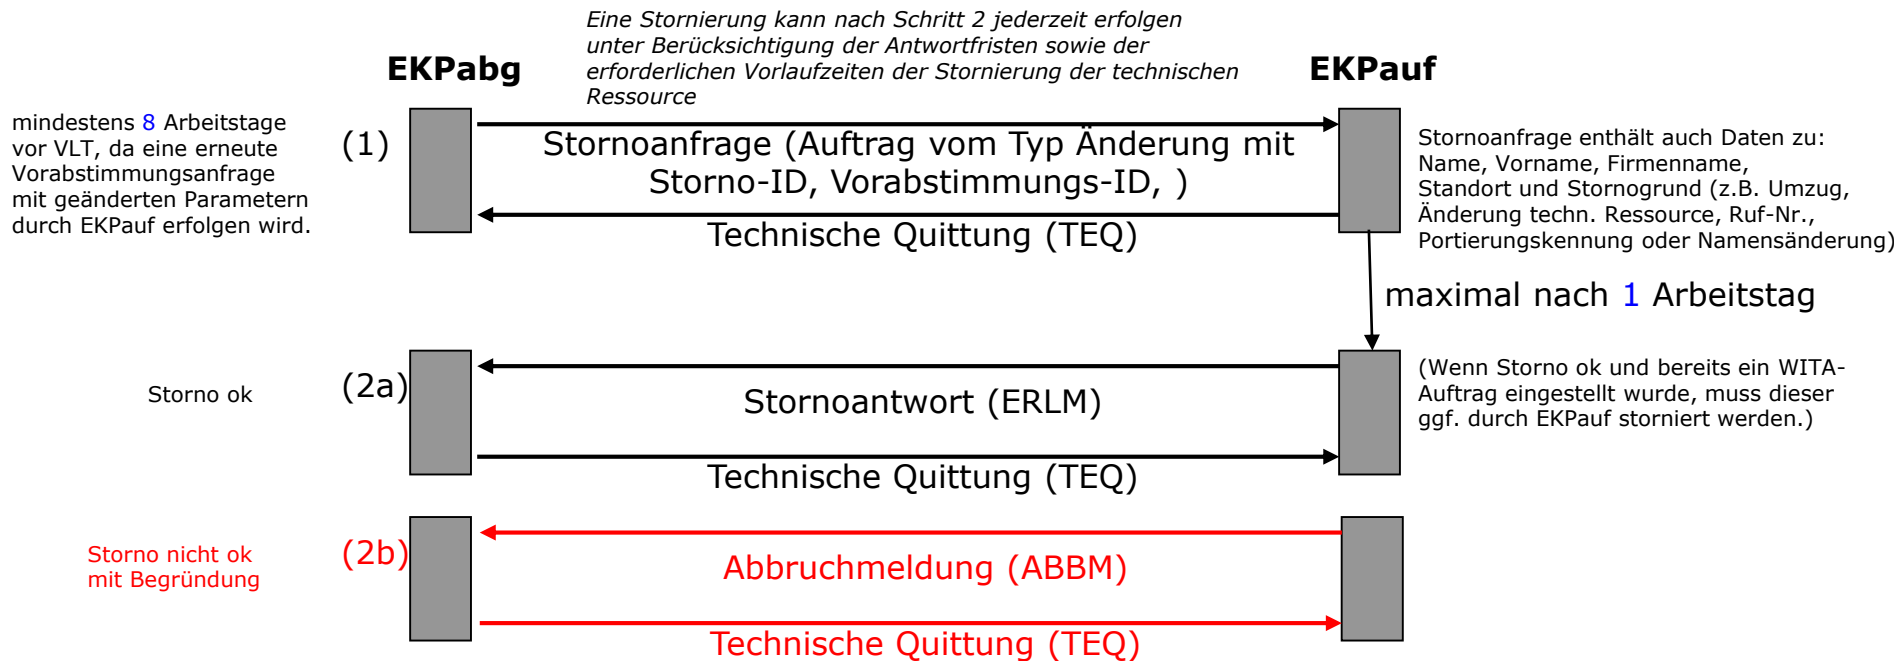 Eine Stornierung kann nach Schritt 2 jederzeit erfolgen
unter Berücksichtigung der Antwortfristen sowie der
erforderlichen Vorlaufzeiten der Stornierung der technischen
Ressource
EKPabg
EKPauf
mindestens 8 Arbeitstage
vor VLT, da eine erneute
Vorabstimmungsanfrage
mit geänderten Parametern
durch EKPauf erfolgen wird.
(1)
Stornoanfrage (Auftrag vom Typ Änderung mit
Storno-ID, Vorabstimmungs-ID, )
Technische Quittung (TEQ)
Stornoanfrage enthält auch Daten zu:
Name, Vorname, Firmenname,
Standort und Stornogrund (z.B. Umzug,
Änderung techn. Ressource, Ruf-Nr.,
Portierungskennung oder Namensänderung)
maximal nach 1 Arbeitstag
Storno ok
(2a)
Stornoantwort (ERLM)
Technische Quittung (TEQ)
(Wenn Storno ok und bereits ein WITA-
Auftrag eingestellt wurde, muss dieser
ggf. durch EKPauf storniert werden.)
Storno nicht ok
mit Begründung
(2b)
Abbruchmeldung (ABBM)
Technische Quittung (TEQ)